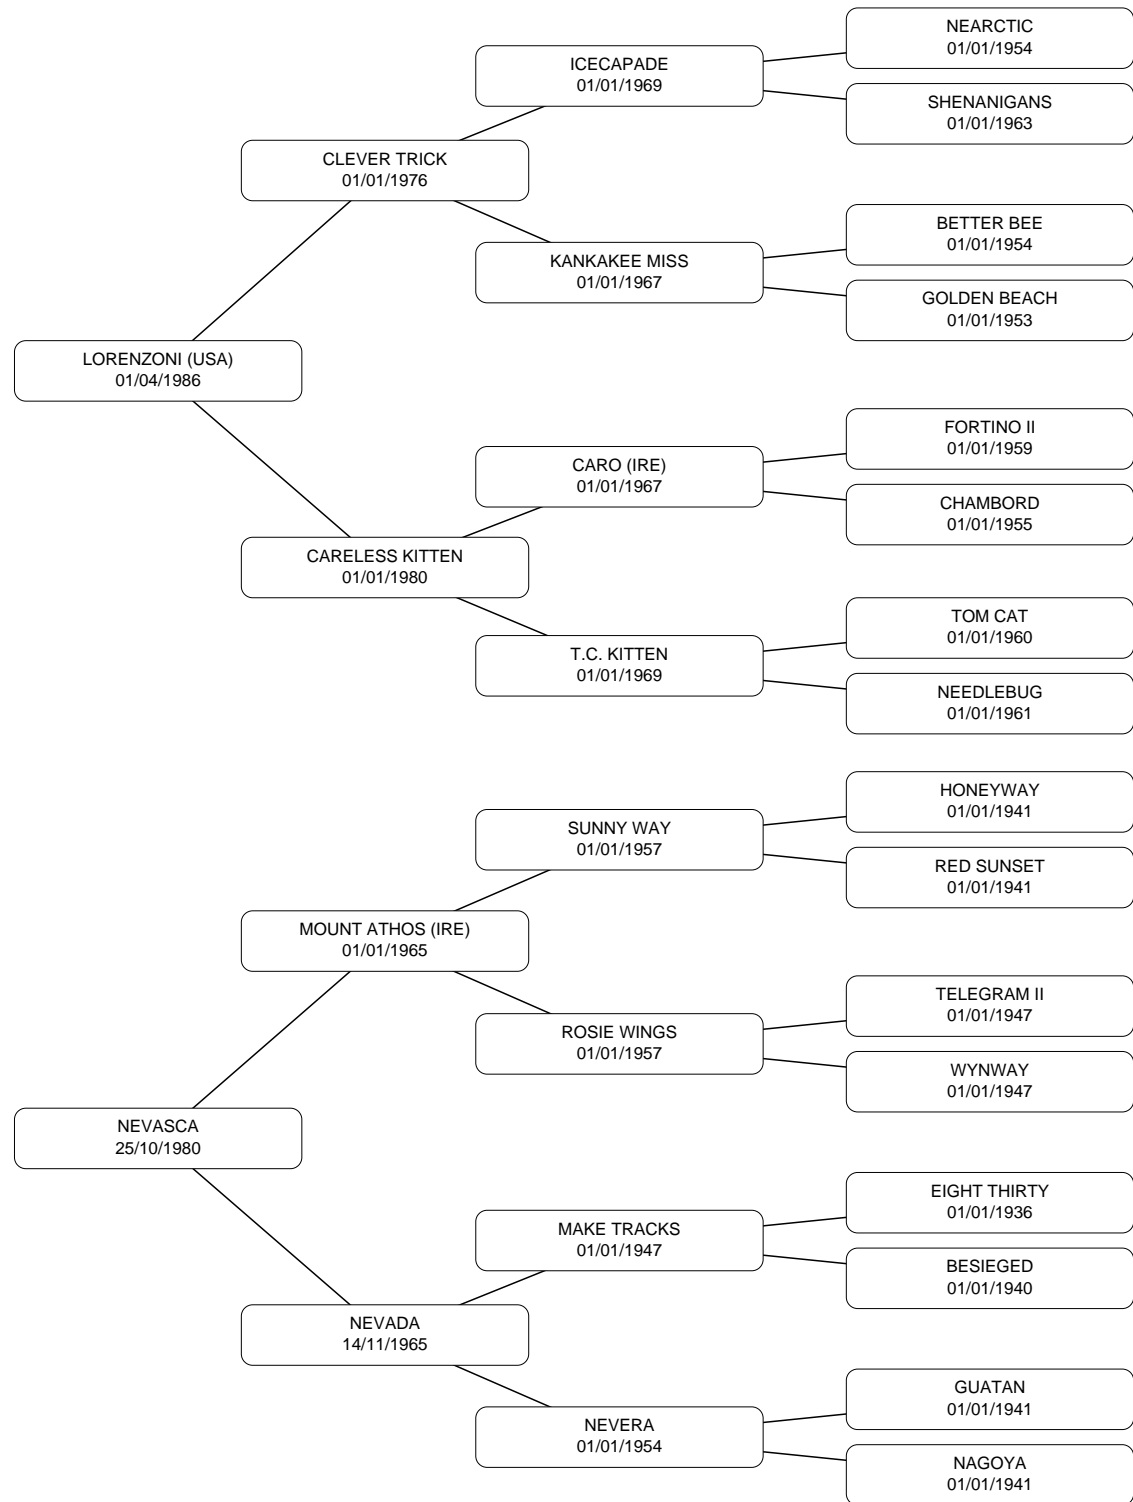 NEARCTIC
01/01/1954
ICECAPADE
01/01/1969
SHENANIGANS
01/01/1963
CLEVER TRICK
01/01/1976
BETTER BEE
01/01/1954
KANKAKEE MISS
01/01/1967
GOLDEN BEACH
01/01/1953
LORENZONI (USA)
01/04/1986
FORTINO II
01/01/1959
CARO (IRE)
01/01/1967
CHAMBORD
01/01/1955
CARELESS KITTEN
01/01/1980
TOM CAT
01/01/1960
T.C. KITTEN
01/01/1969
NEEDLEBUG
01/01/1961
HONEYWAY
01/01/1941
SUNNY WAY
01/01/1957
RED SUNSET
01/01/1941
MOUNT ATHOS (IRE)
01/01/1965
TELEGRAM II
01/01/1947
ROSIE WINGS
01/01/1957
WYNWAY
01/01/1947
NEVASCA
25/10/1980
EIGHT THIRTY
01/01/1936
MAKE TRACKS
01/01/1947
BESIEGED
01/01/1940
NEVADA
14/11/1965
GUATAN
01/01/1941
NEVERA
01/01/1954
NAGOYA
01/01/1941